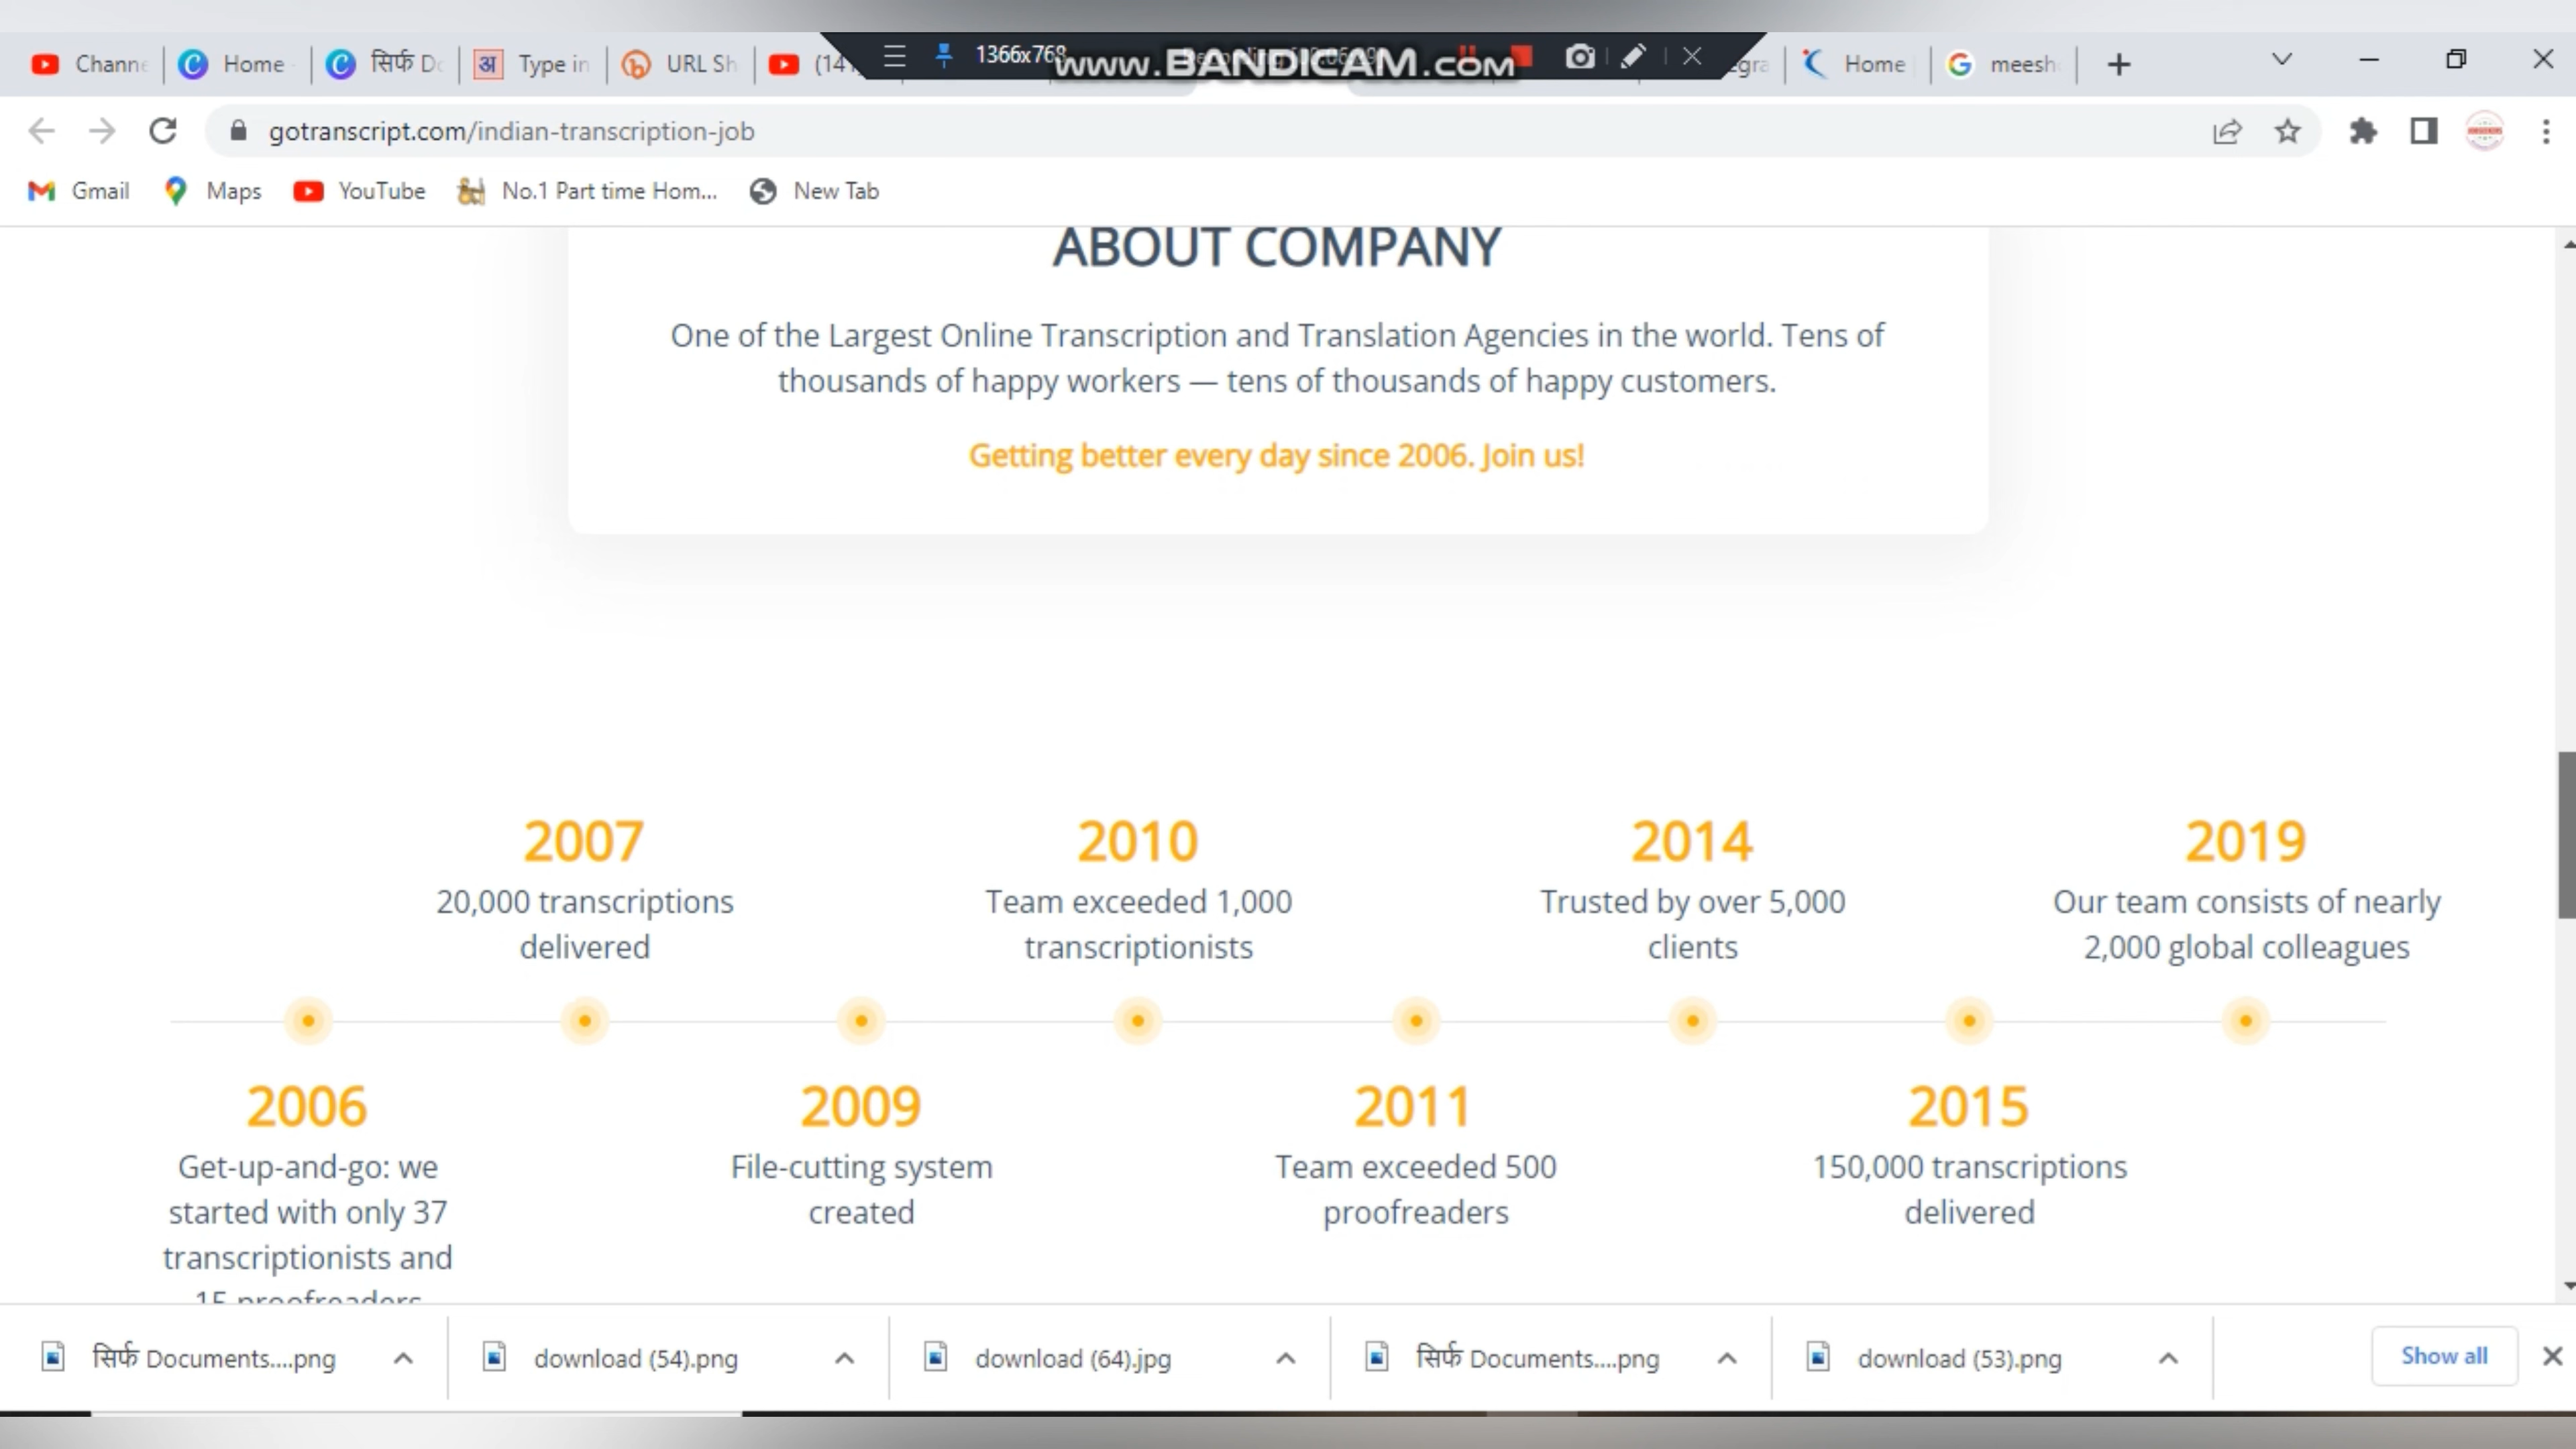 Channe
Home
सिर्फ Do
Type in
URL Sh
(141
1366x768
www.BANDICAM.com
egra
Home
meesh
gotranscript.com/indian-transcription-job
Gmail
Maps
YouTube
No.1 Part time Hom...
New Tab
ABOUT COMPANY
One of the Largest Online Transcription and Translation Agencies in the world. Tens of
thousands of happy workers — tens of thousands of happy customers.
Getting better every day since 2006. Join us!
2007
20,000 transcriptions
delivered
2010
Team exceeded 1,000
transcriptionists
2014
Trusted by over 5,000
clients
2019
Our team consists of nearly
2,000 global colleagues
2006
Get-up-and-go: we
started with only 37
transcriptionists and
15 proofreaders
2009
File-cutting system
created
2011
Team exceeded 500
proofreaders
2015
150,000 transcriptions
delivered
सिर्फ Documents....png
download (54).png
download (64).jpg
सिर्फ Documents....png
download (53).png
Show all